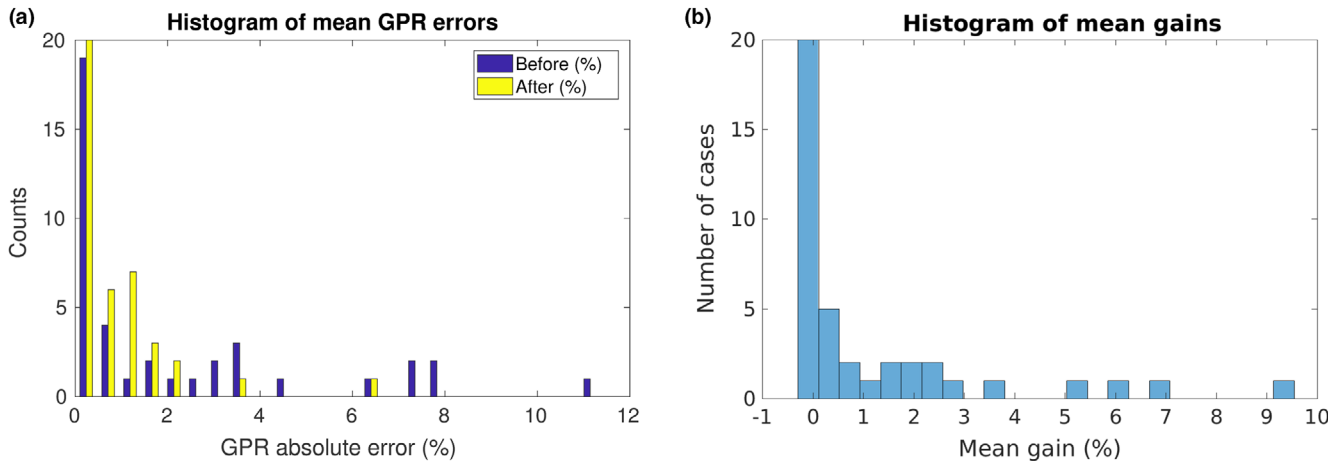 (a)
Histogram of mean GPR errors
20
15
10
5
0
Counts
Before (%)
After (%)
0 2 4 6 8 10 12
GPR absolute error (%)
(b)
Histogram of mean gains
20
15
10
5
0
Number of cases
-1 0 1 2 3 4 5 6 7 8 9 10
Mean gain (%)